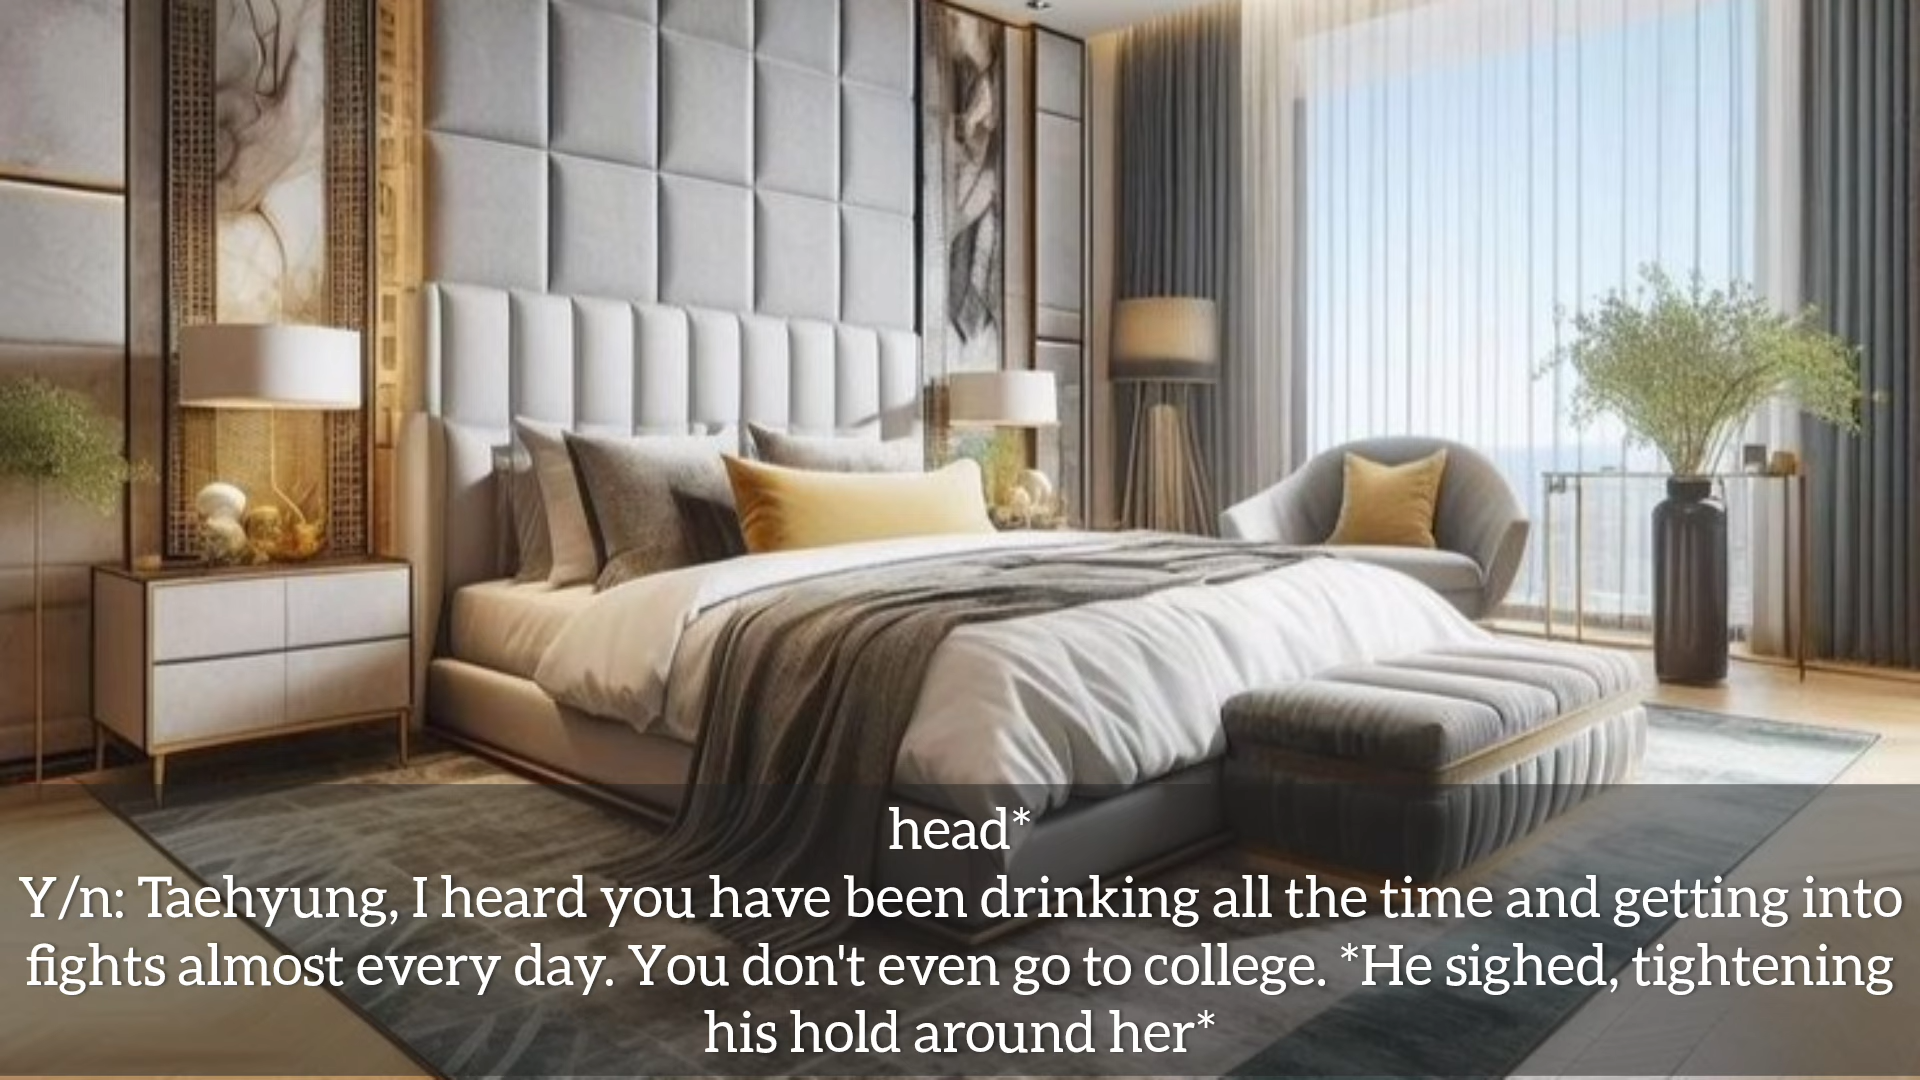 head*
Y/n: Taehyung, I heard you have been drinking all the time and getting into
fights almost every day. You don't even go to college. *He sighed, tightening
his hold around her*